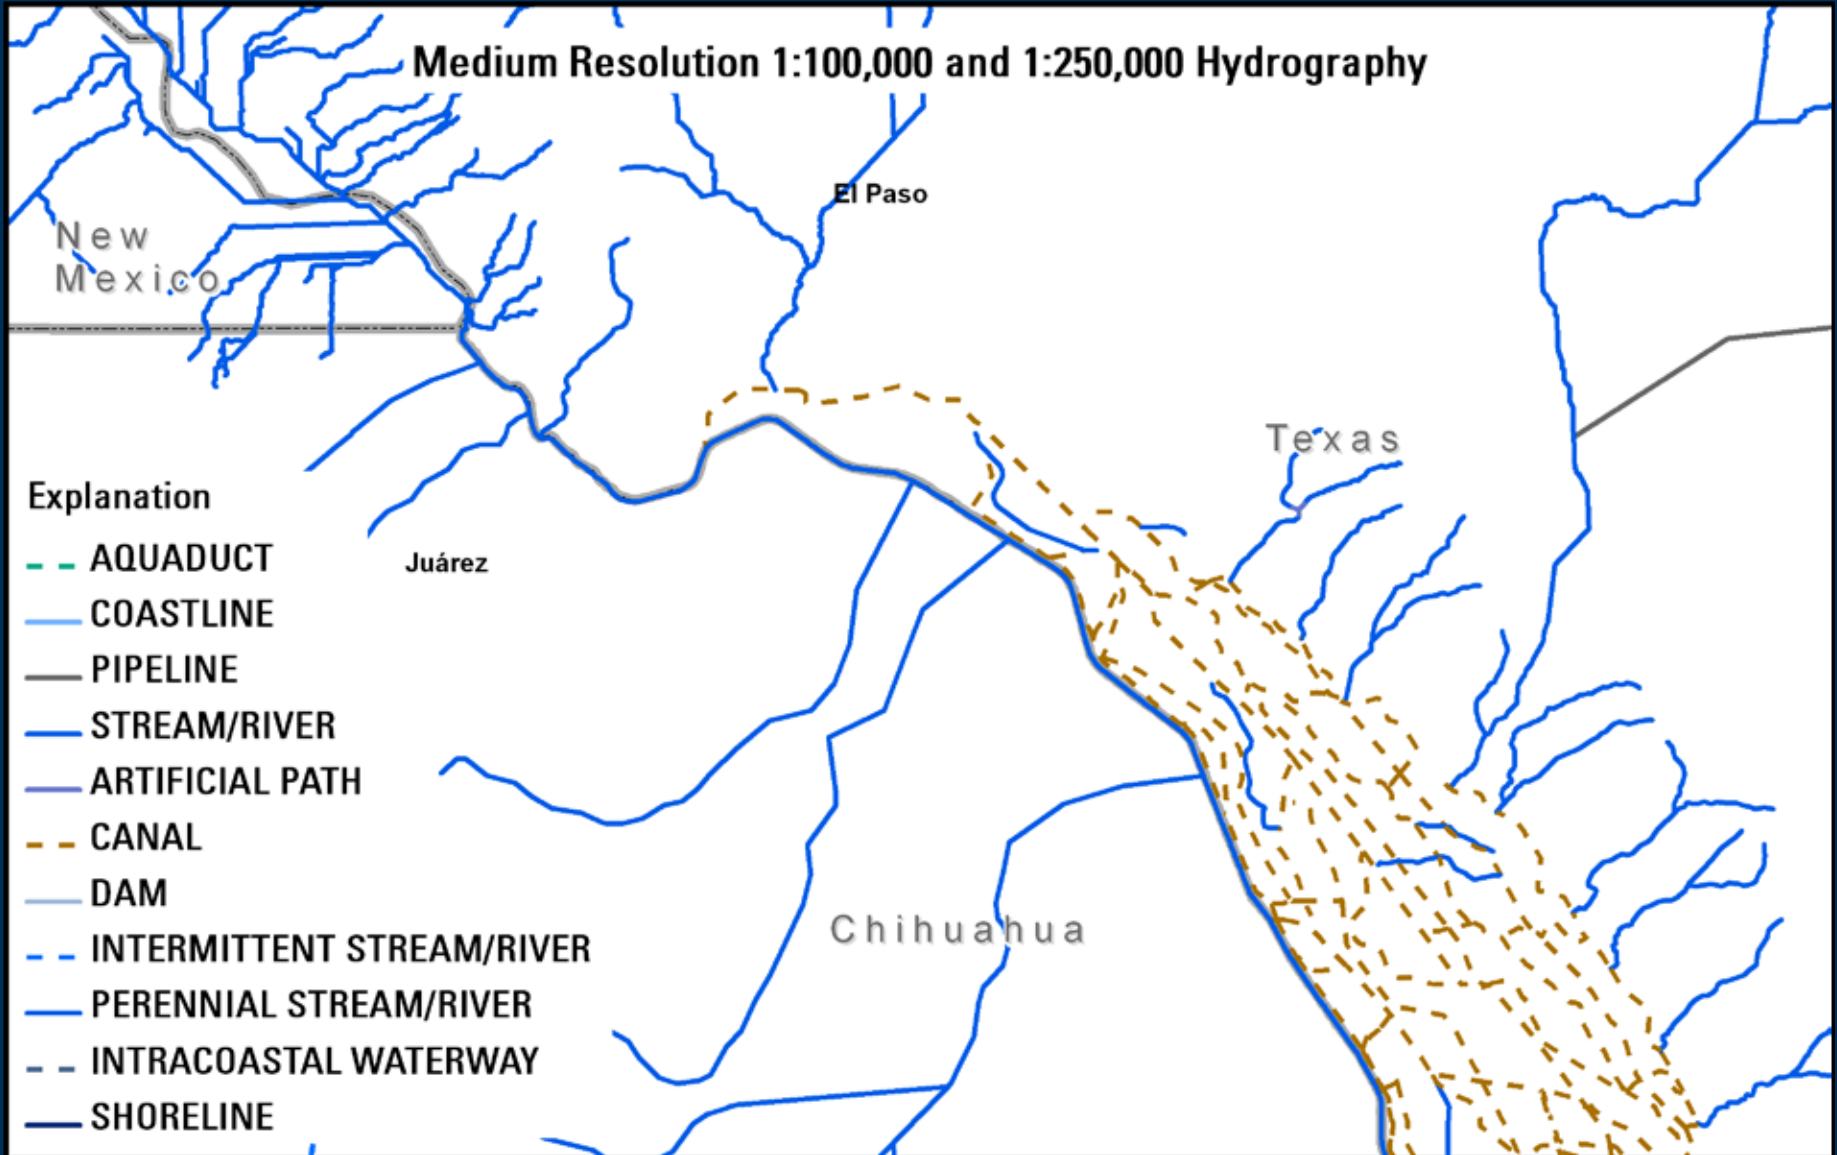 Medium Resolution 1:100,000 and 1:250,000 Hydrography
El Paso
New
Mexico
Texas
Juárez
Chihuahua
Explanation
AQUADUCT
COASTLINE
PIPELINE
STREAM/RIVER
ARTIFICIAL PATH
CANAL
DAM
INTERMITTENT STREAM/RIVER
PERENNIAL STREAM/RIVER
INTRACOASTAL WATERWAY
SHORELINE